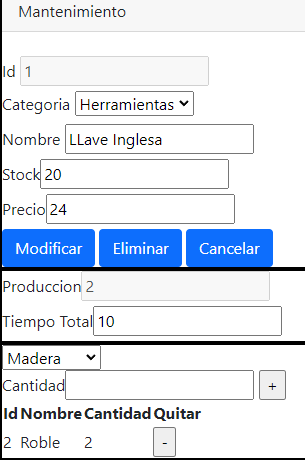 Mantenimiento
Id 1
Categoria Herramientas
Nombre LLave Inglesa
Stock 20
Precio 24
Modificar Eliminar Cancelar
Produccion 2
Tiempo Total 10
Madera
Cantidad +
Id Nombre Cantidad Quitar
2 Roble 2 -